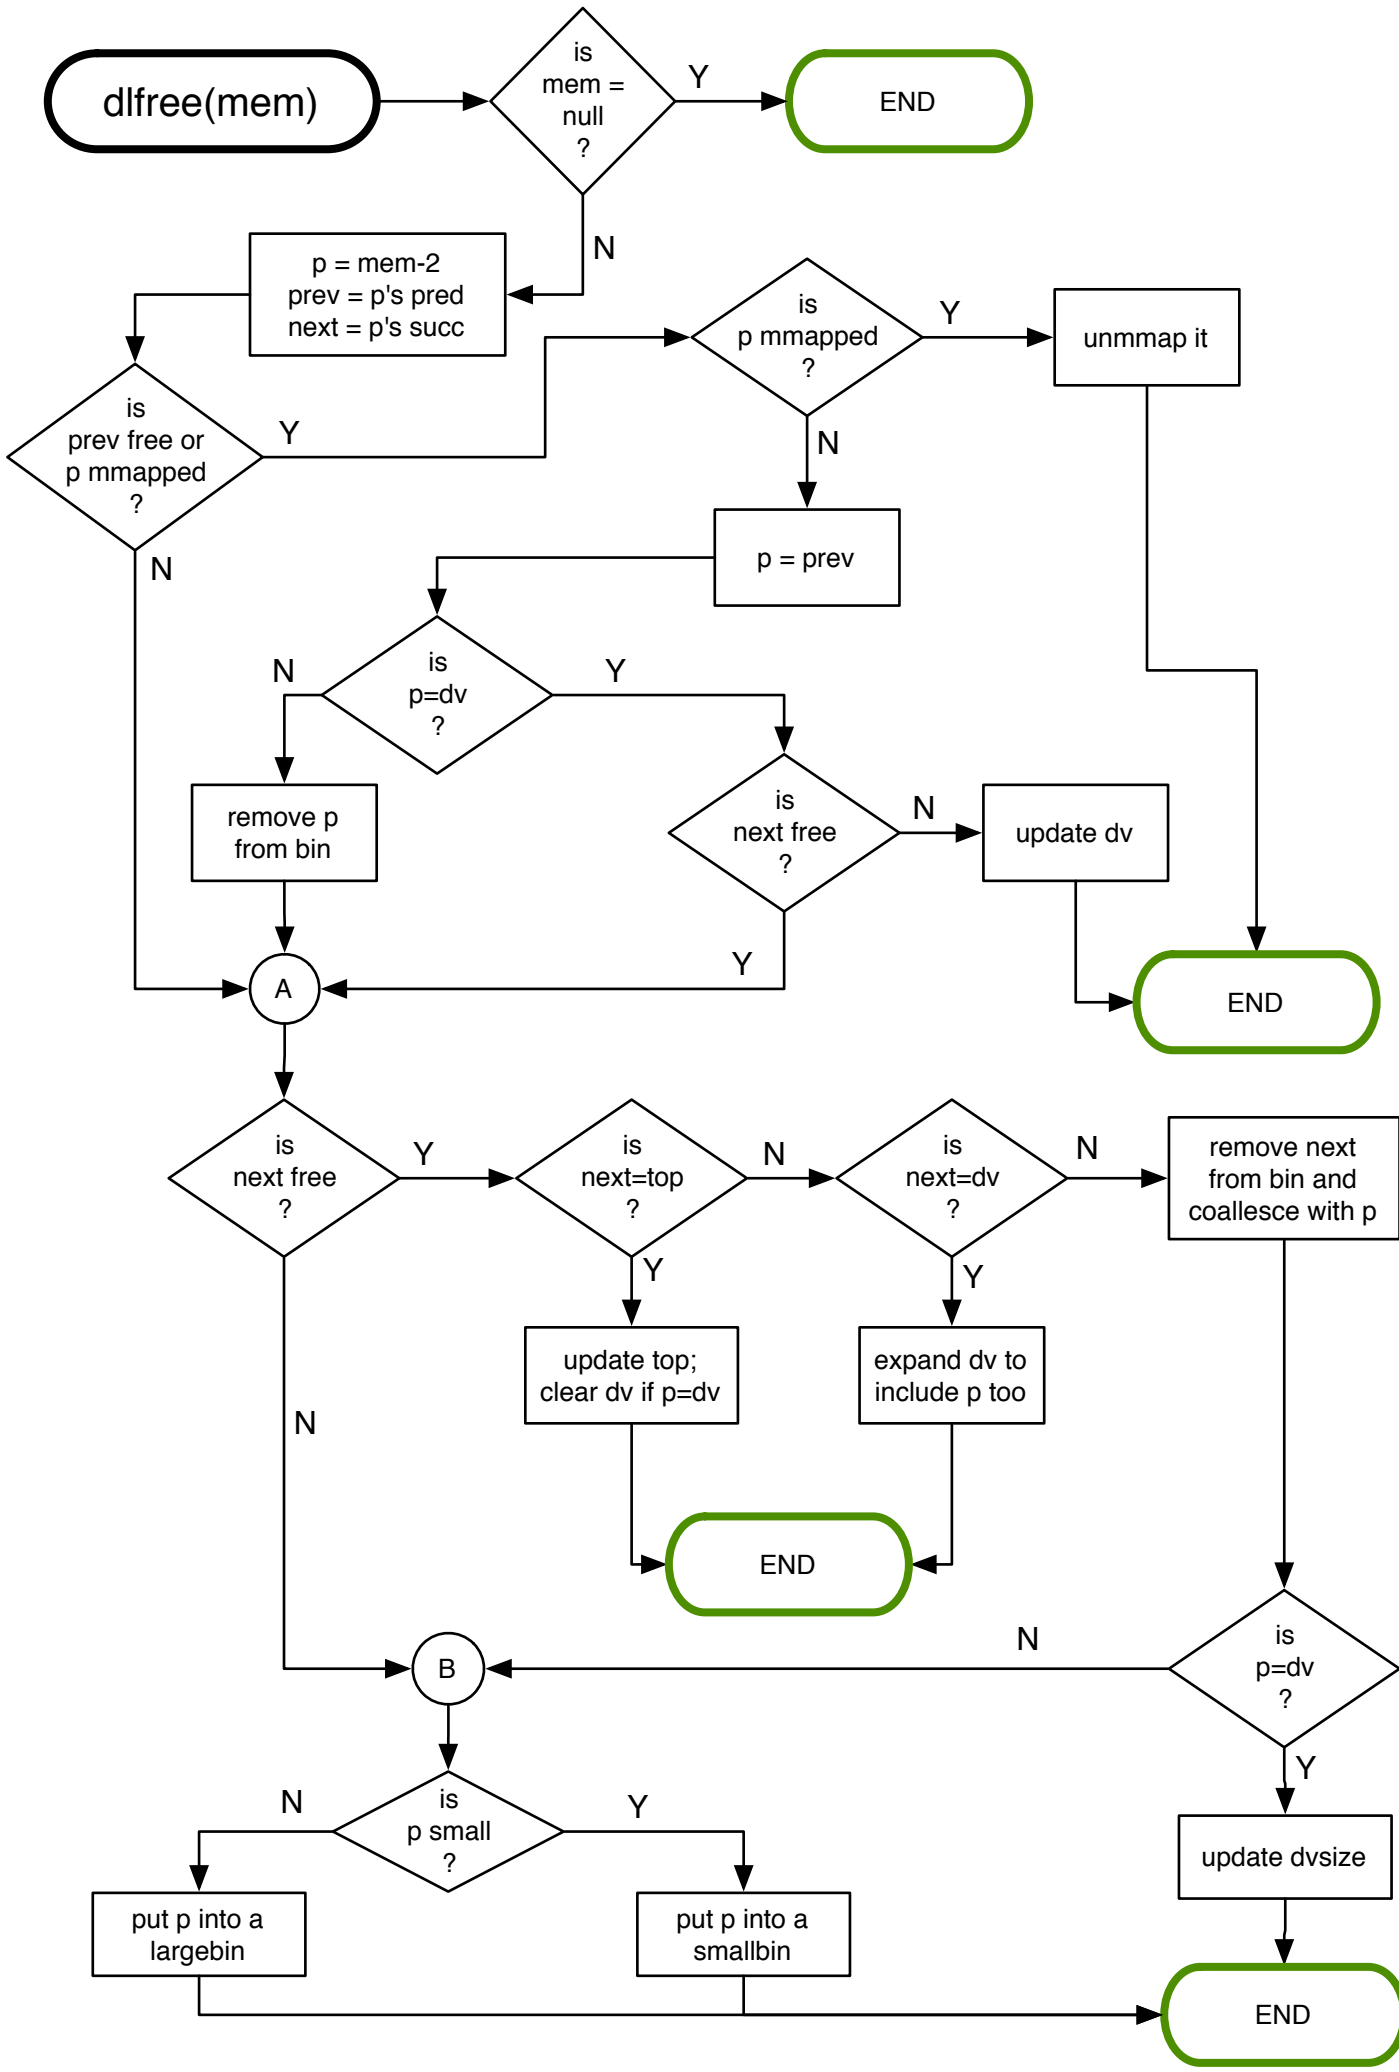 dlfree(mem)
is
mem =
null
?
Y
END
N
p = mem-2
prev = p's pred
next = p's succ
is
p mmapped
?
Y
unmmap it
is
prev free or
p mmapped
?
Y
N
N
p = prev
is
p=dv
?
N
Y
remove p
from bin
is
next free
?
N
update dv
Y
A
END
is
next free
?
Y
is
next=top
?
N
is
next=dv
?
N
remove next
from bin and
coallesce with p
Y
Y
update top;
clear dv if p=dv
expand dv to
include p too
N
END
B
N
is
p=dv
?
Y
is
p small
?
N
Y
update dvsize
put p into a
largebin
put p into a
smallbin
END